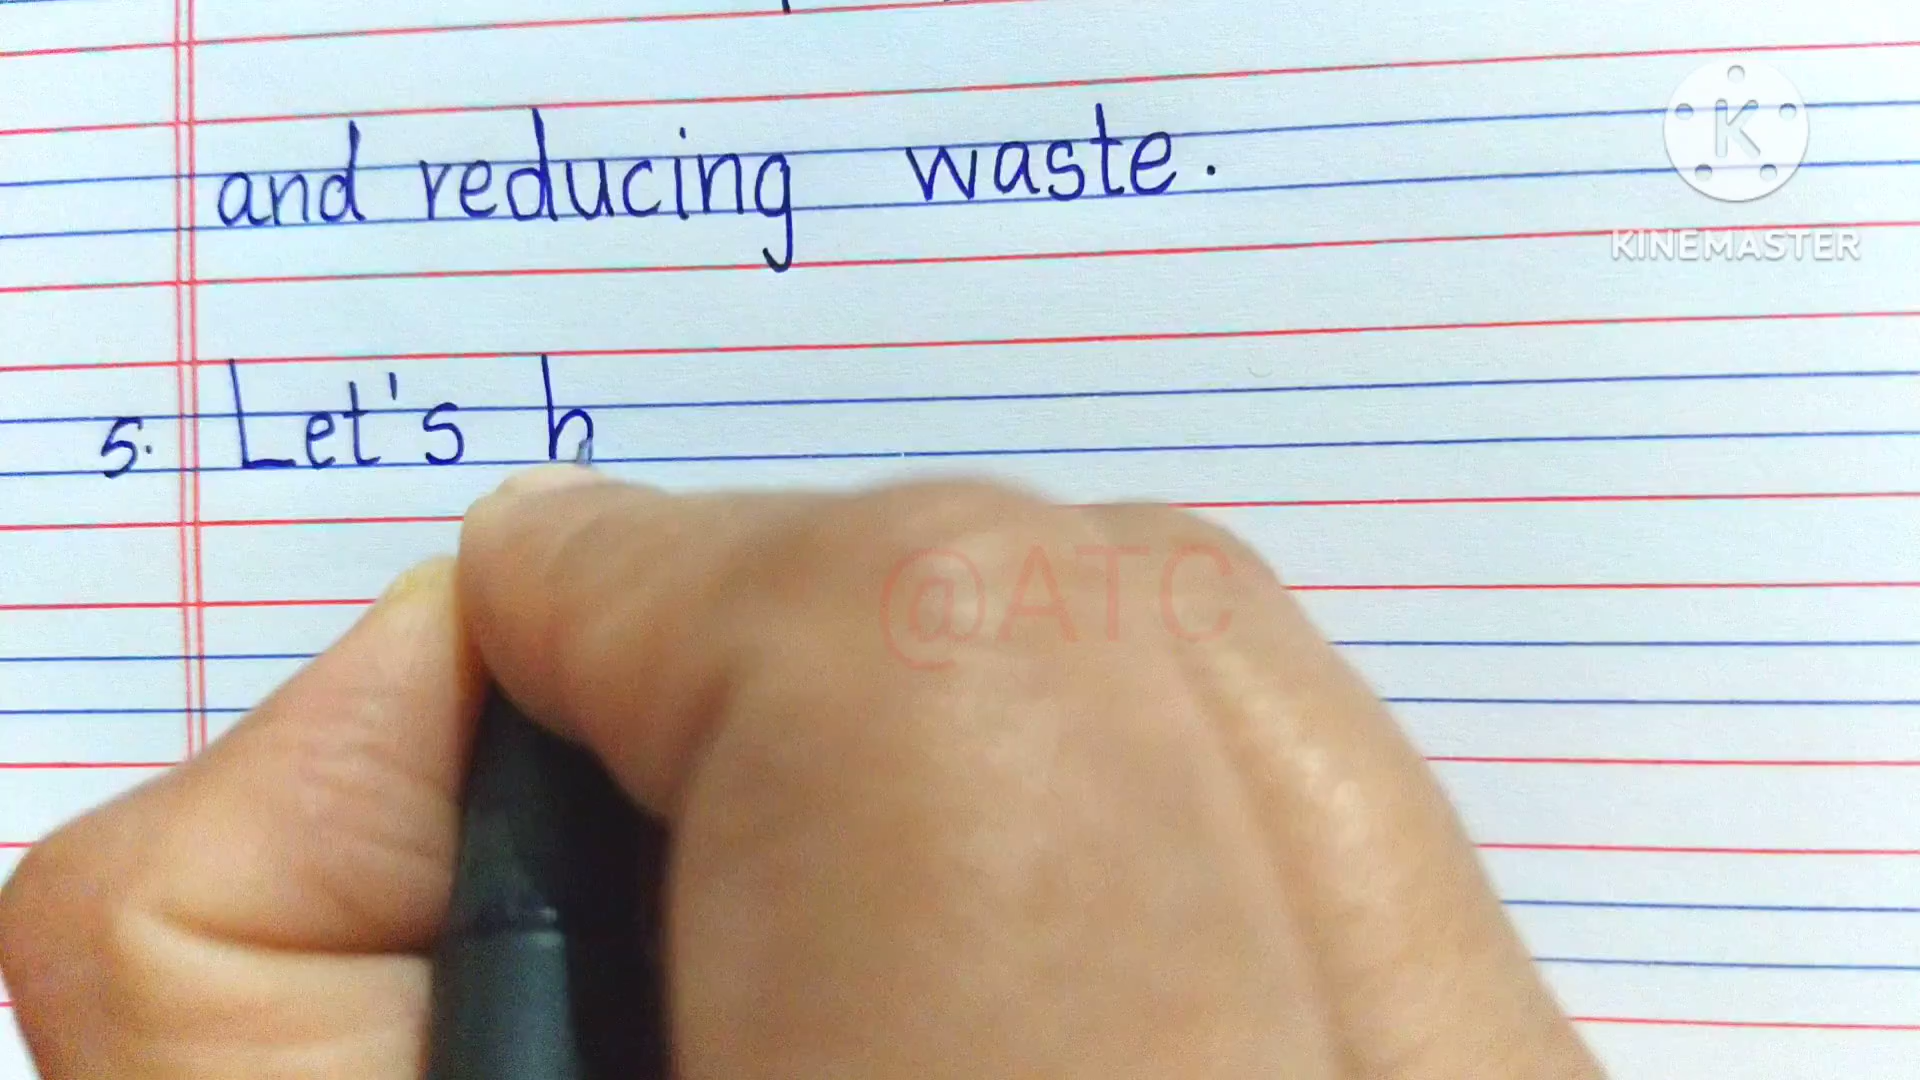 and reducing waste.
K
KINEMASTER
5. Let's h
@ATC